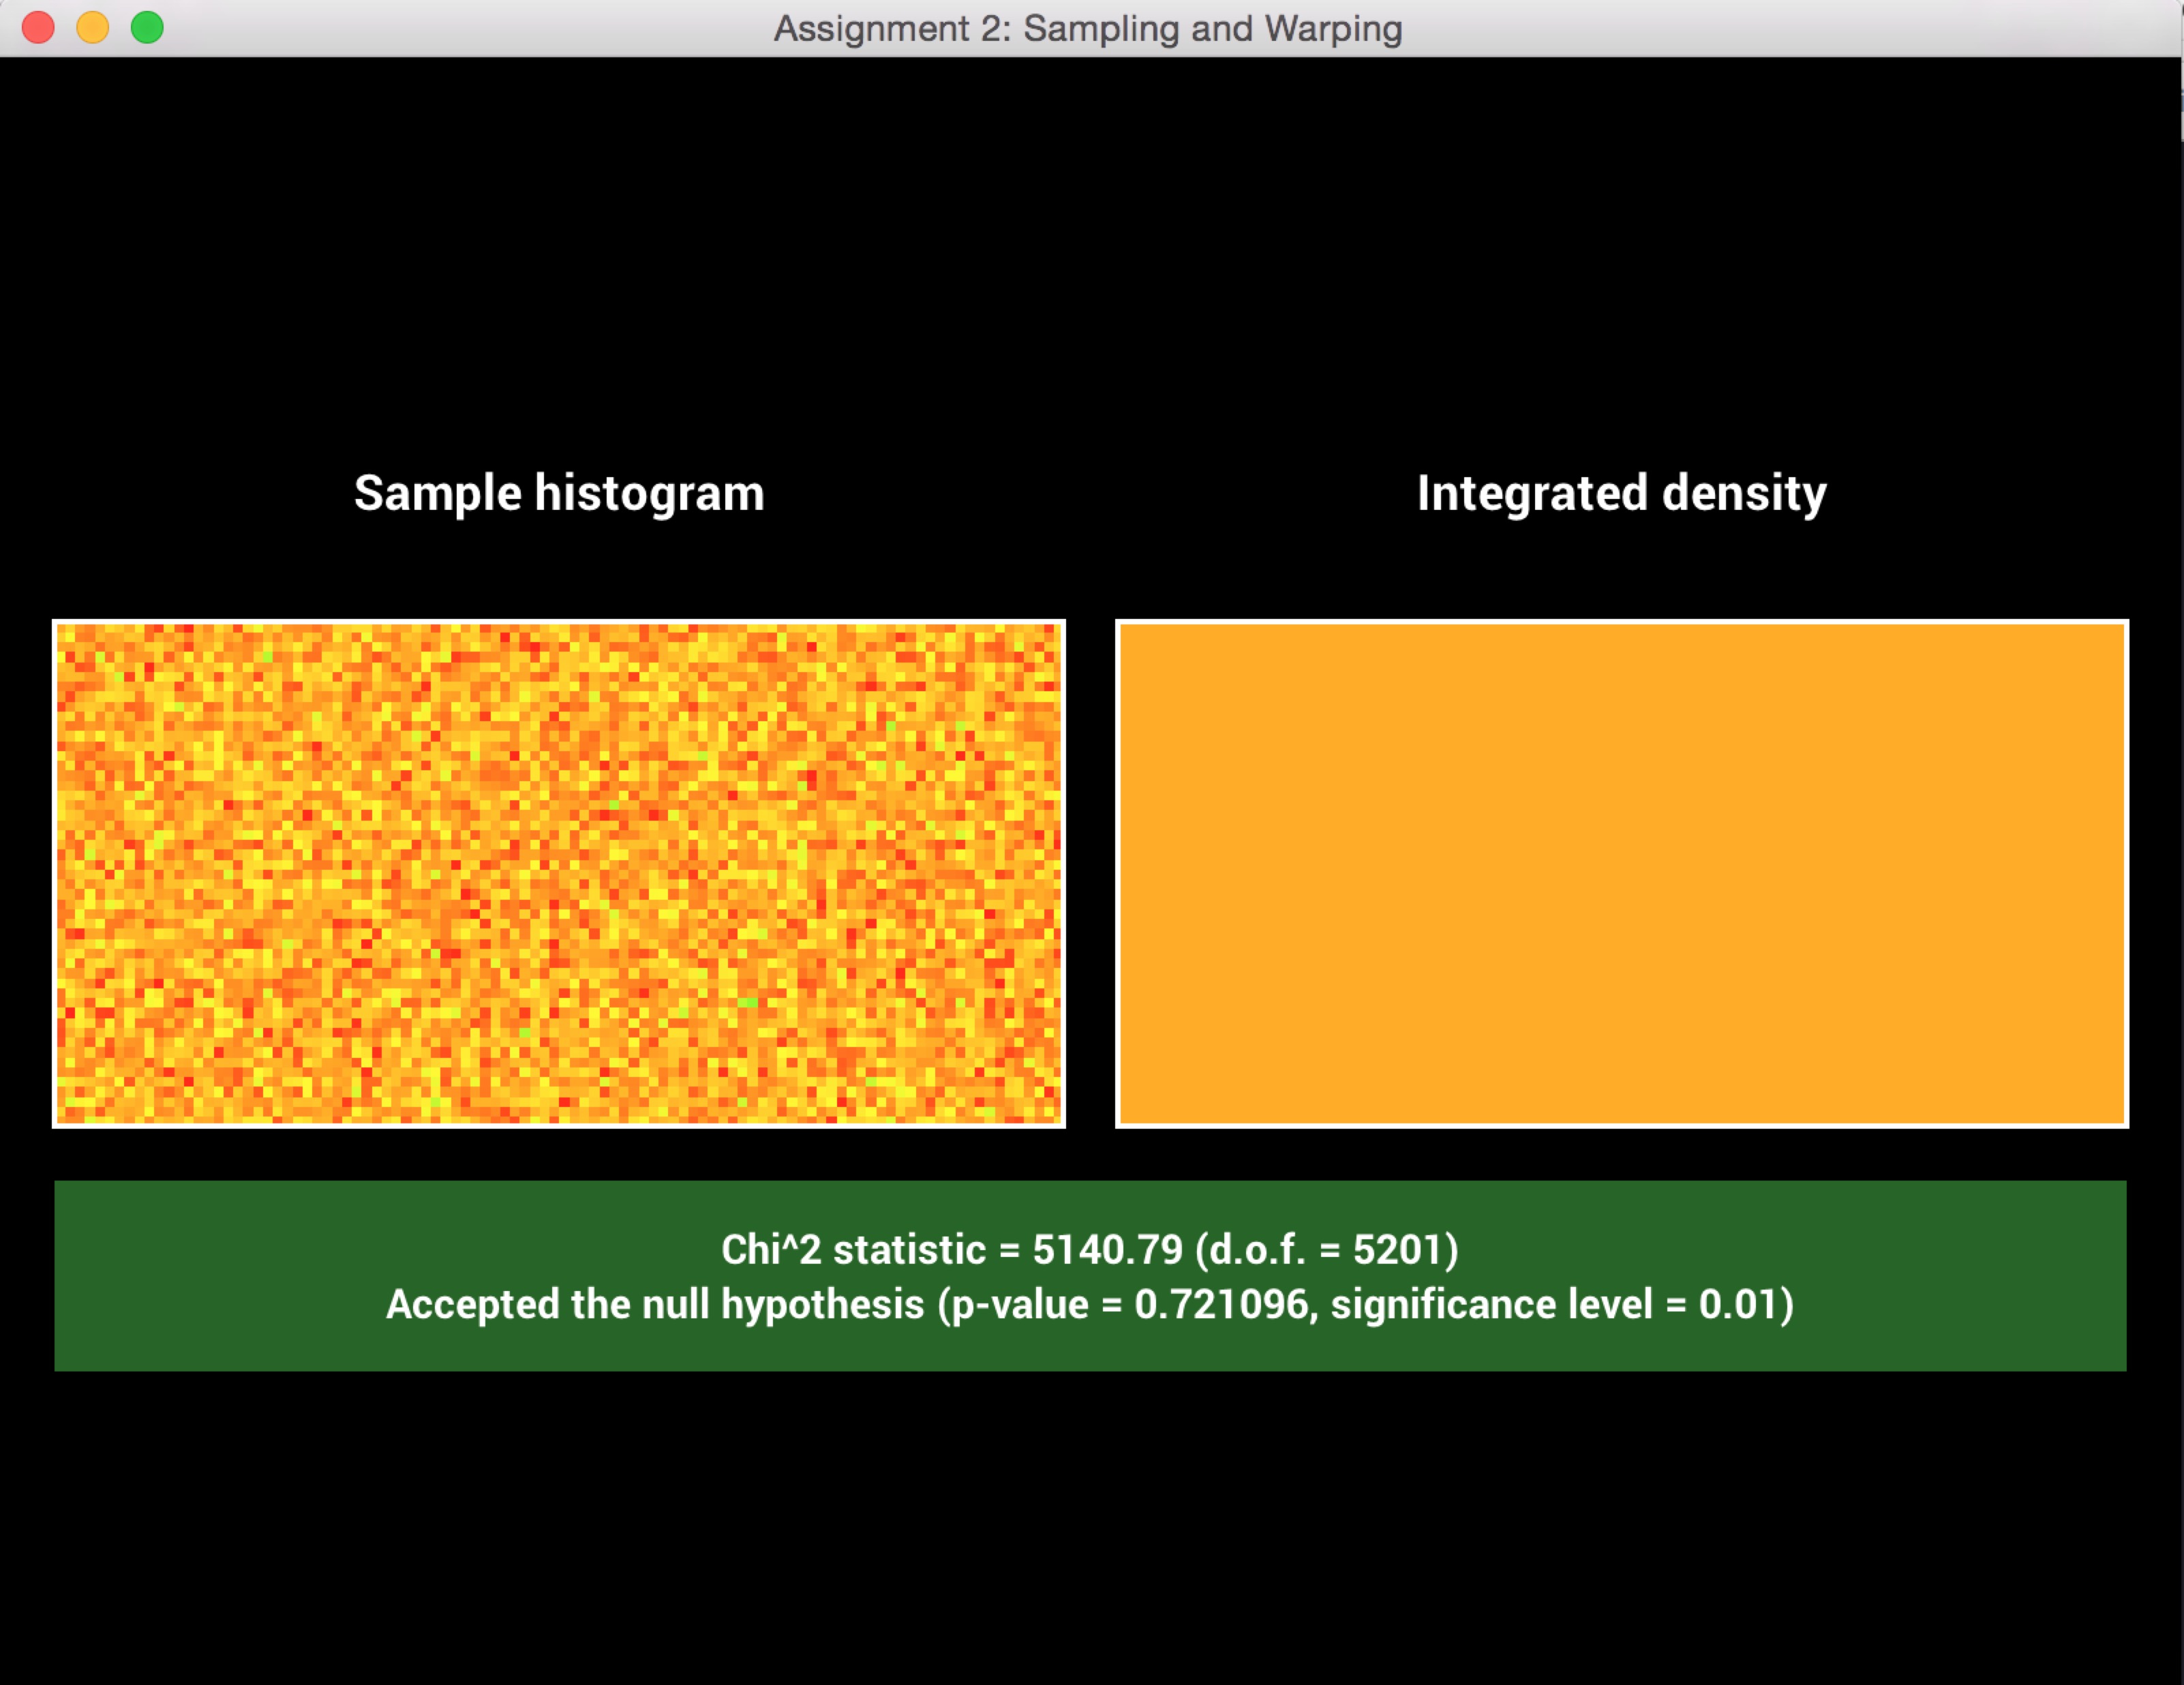 Assignment 2: Sampling and Warping
Sample histogram
Integrated density
Chi^2 statistic = 5140.79 (d.o.f. = 5201)
Accepted the null hypothesis (p-value = 0.721096, significance level = 0.01)